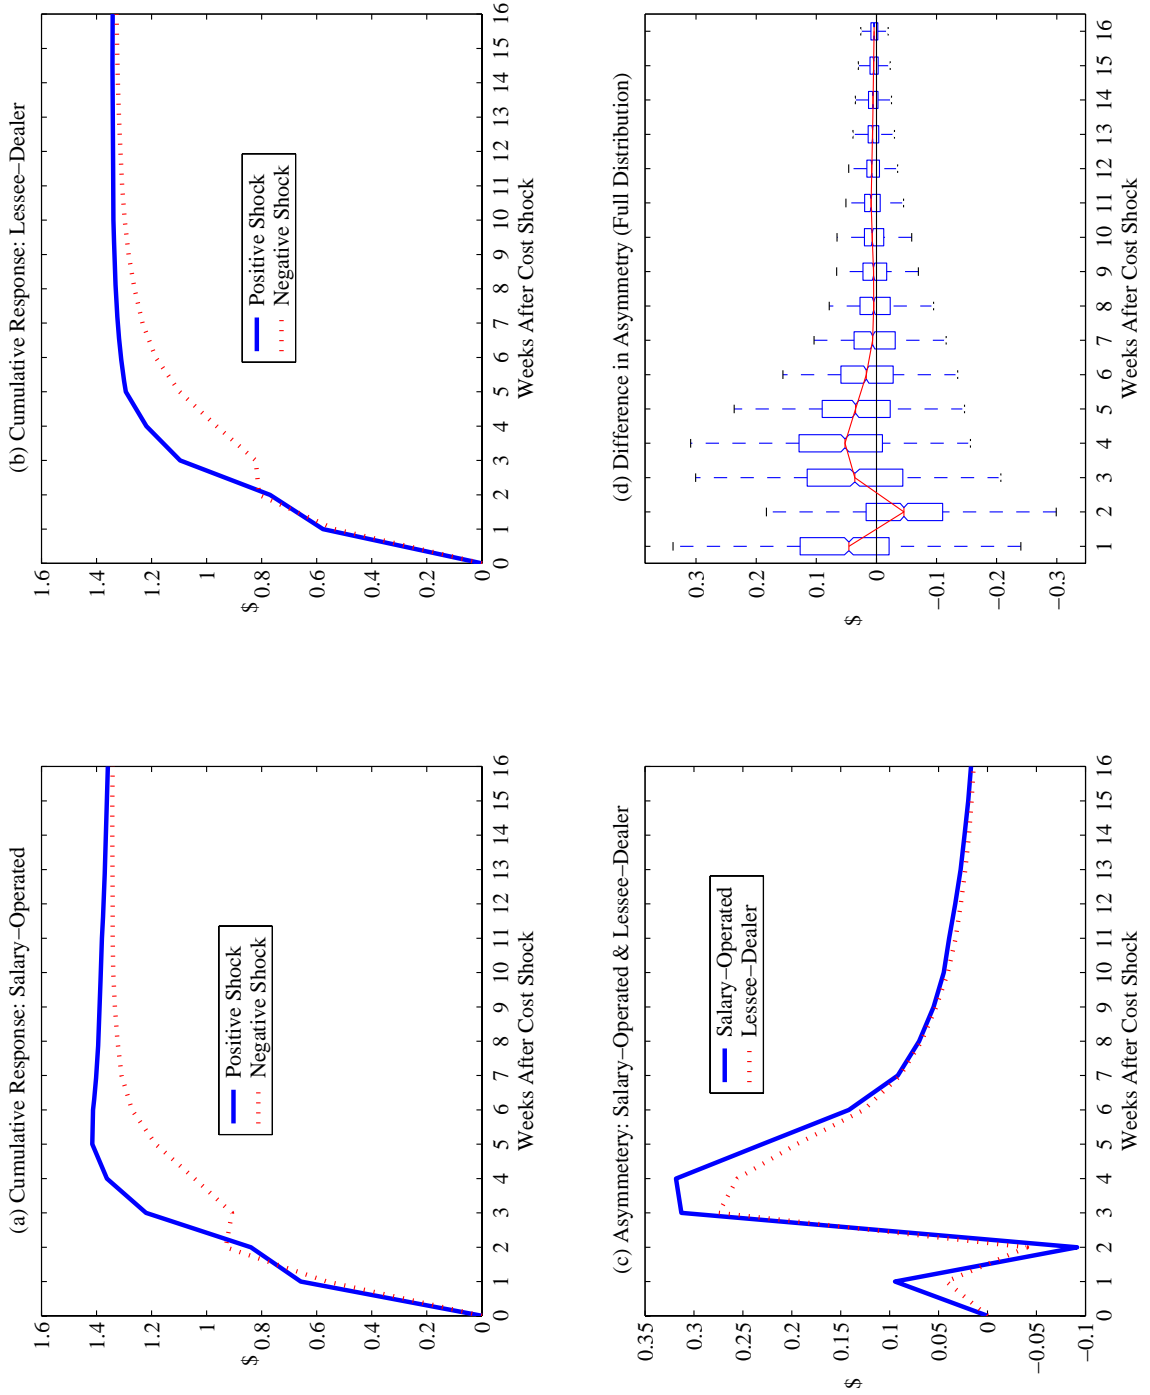 (a) Cumulative Response: Salary−Operated
1.6
1.4
1.2
1
0.8
0.6
0.4
0.2
0
$
Positive Shock
Negative Shock
0 1 2 3 4 5 6 7 8 9 10 11 12 13 14 15 16
Weeks After Cost Shock
(b) Cumulative Response: Lessee−Dealer
1.6
1.4
1.2
1
0.8
0.6
0.4
0.2
0
$
Positive Shock
Negative Shock
0 1 2 3 4 5 6 7 8 9 10 11 12 13 14 15 16
Weeks After Cost Shock
(c) Asymmetery: Salary−Operated & Lessee−Dealer
0.35
0.3
0.25
0.2
0.15
0.1
0.05
0
−0.05
−0.1
$
Salary−Operated
Lessee−Dealer
0 1 2 3 4 5 6 7 8 9 10 11 12 13 14 15 16
Weeks After Cost Shock
(d) Difference in Asymmetry (Full Distribution)
0.3
0.2
0.1
0
−0.1
−0.2
−0.3
$
1 2 3 4 5 6 7 8 9 10 11 12 13 14 15 16
Weeks After Cost Shock